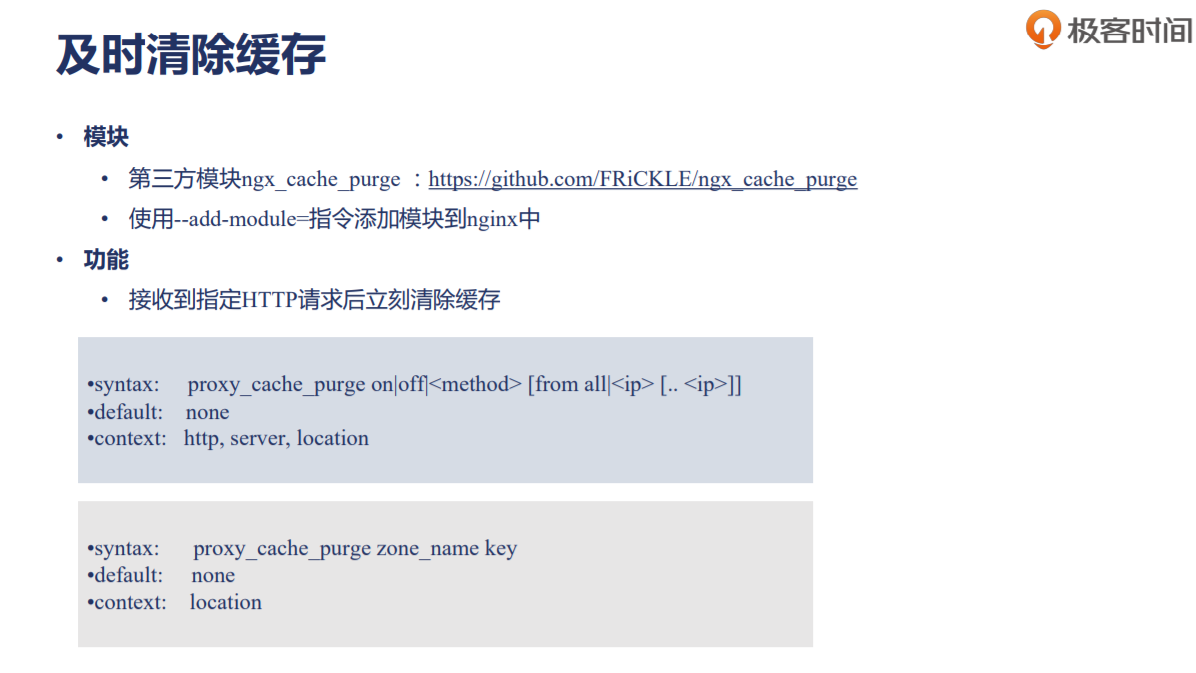 及时清除缓存
极客时间
• 模块
• 第三方模块ngx_cache_purge ：https://github.com/FRiCKLE/ngx_cache_purge
• 使用--add-module=指令添加模块到nginx中
• 功能
• 接收到指定HTTP请求后立刻清除缓存
•syntax: proxy_cache_purge on|off|<method> [from all|<ip> [.. <ip>]]
•default: none
•context: http, server, location
•syntax: proxy_cache_purge zone_name key
•default: none
•context: location